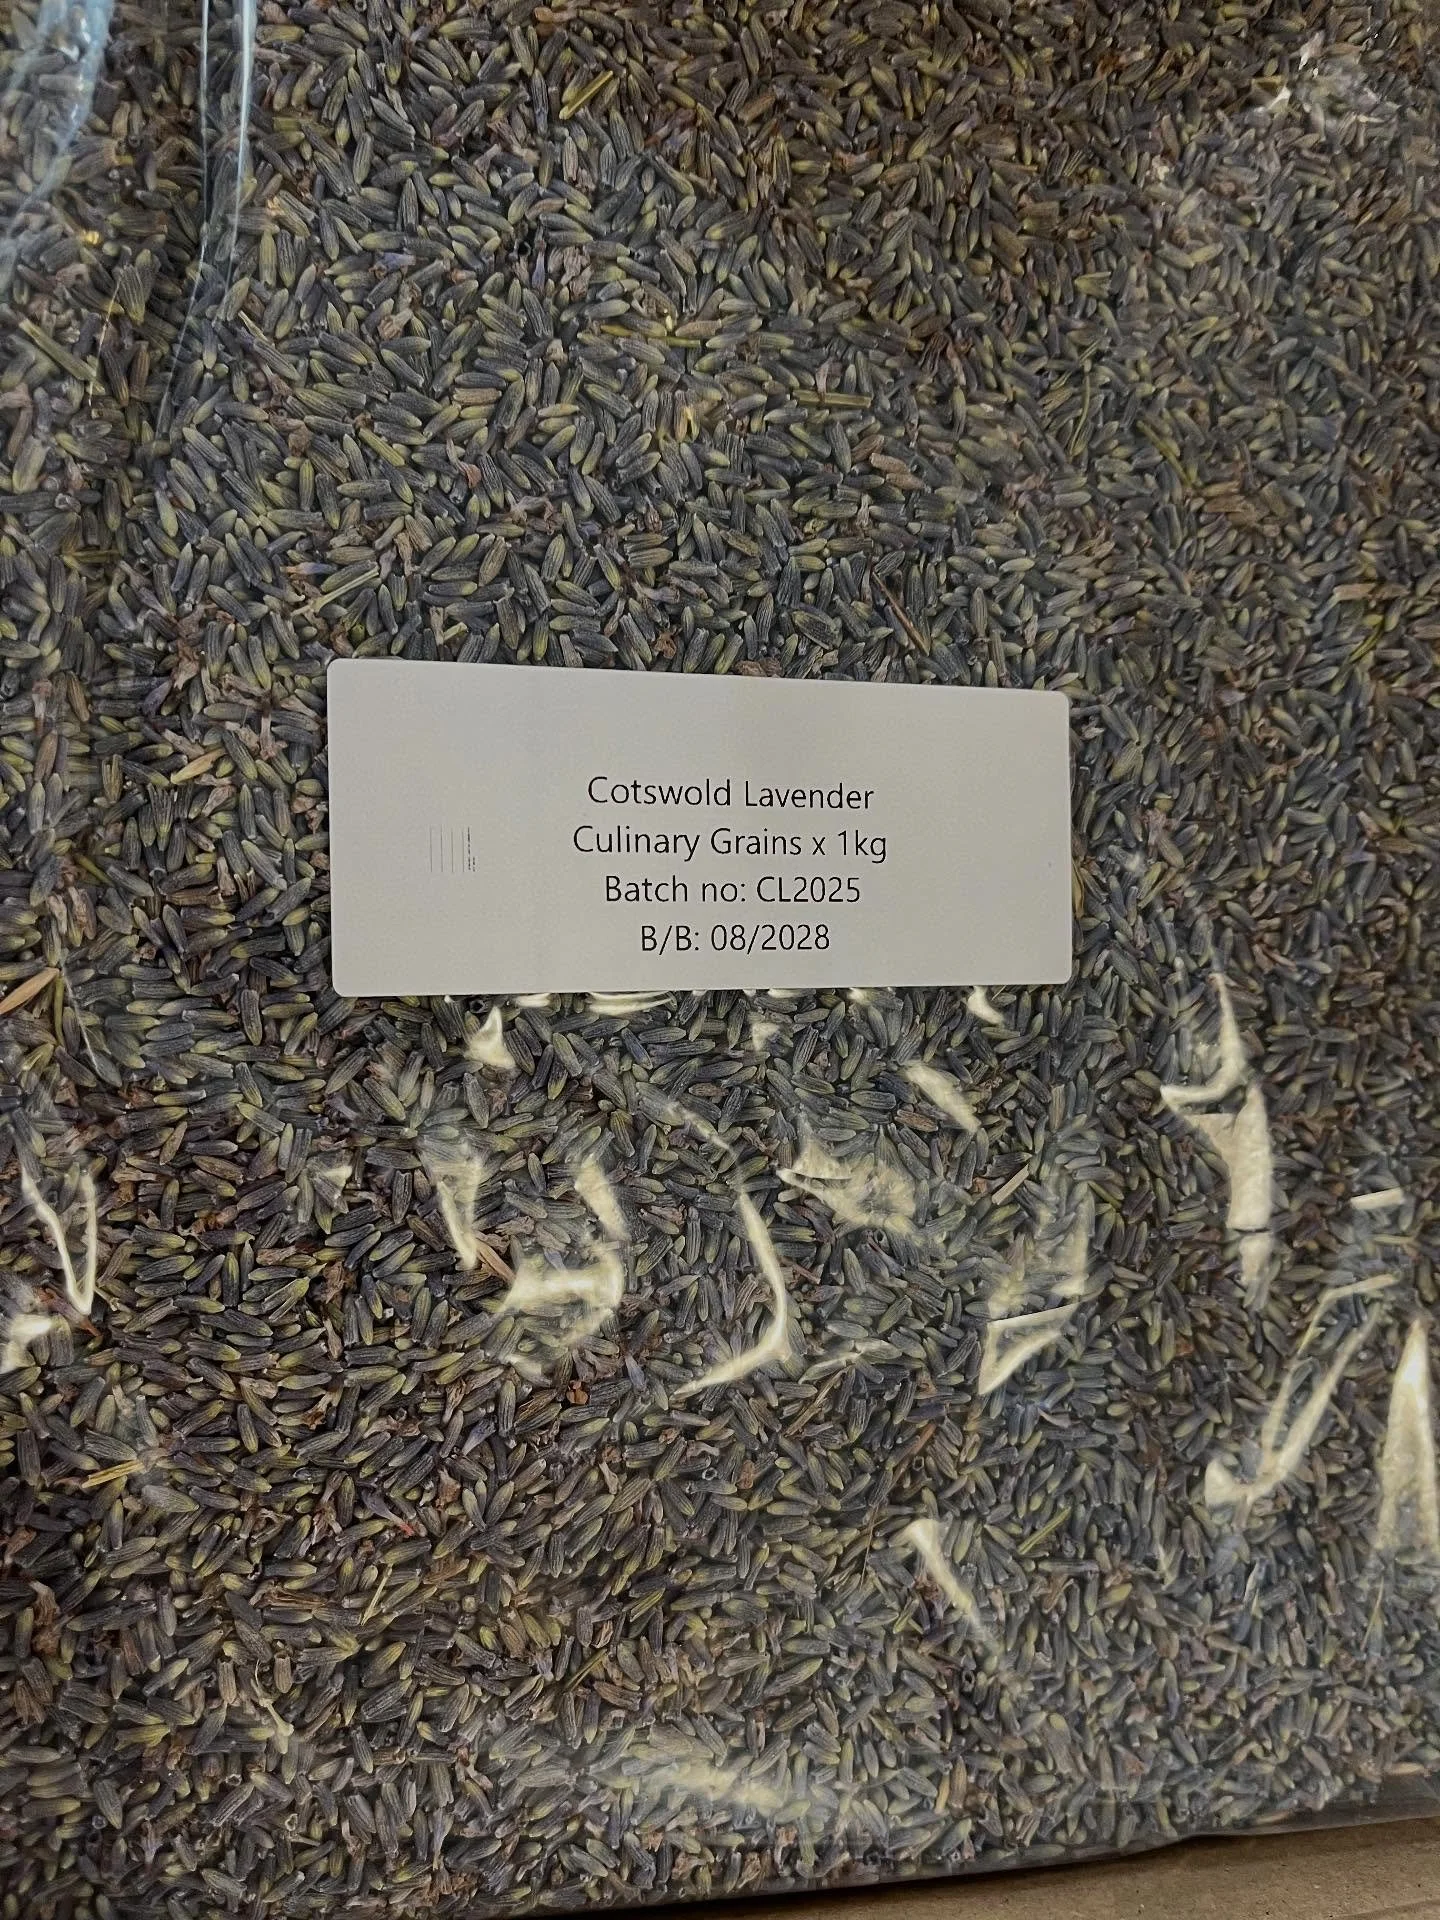 Cotswold Lavender
Culinary Grains x 1kg
Batch no: CL2025
B/B: 08/2028